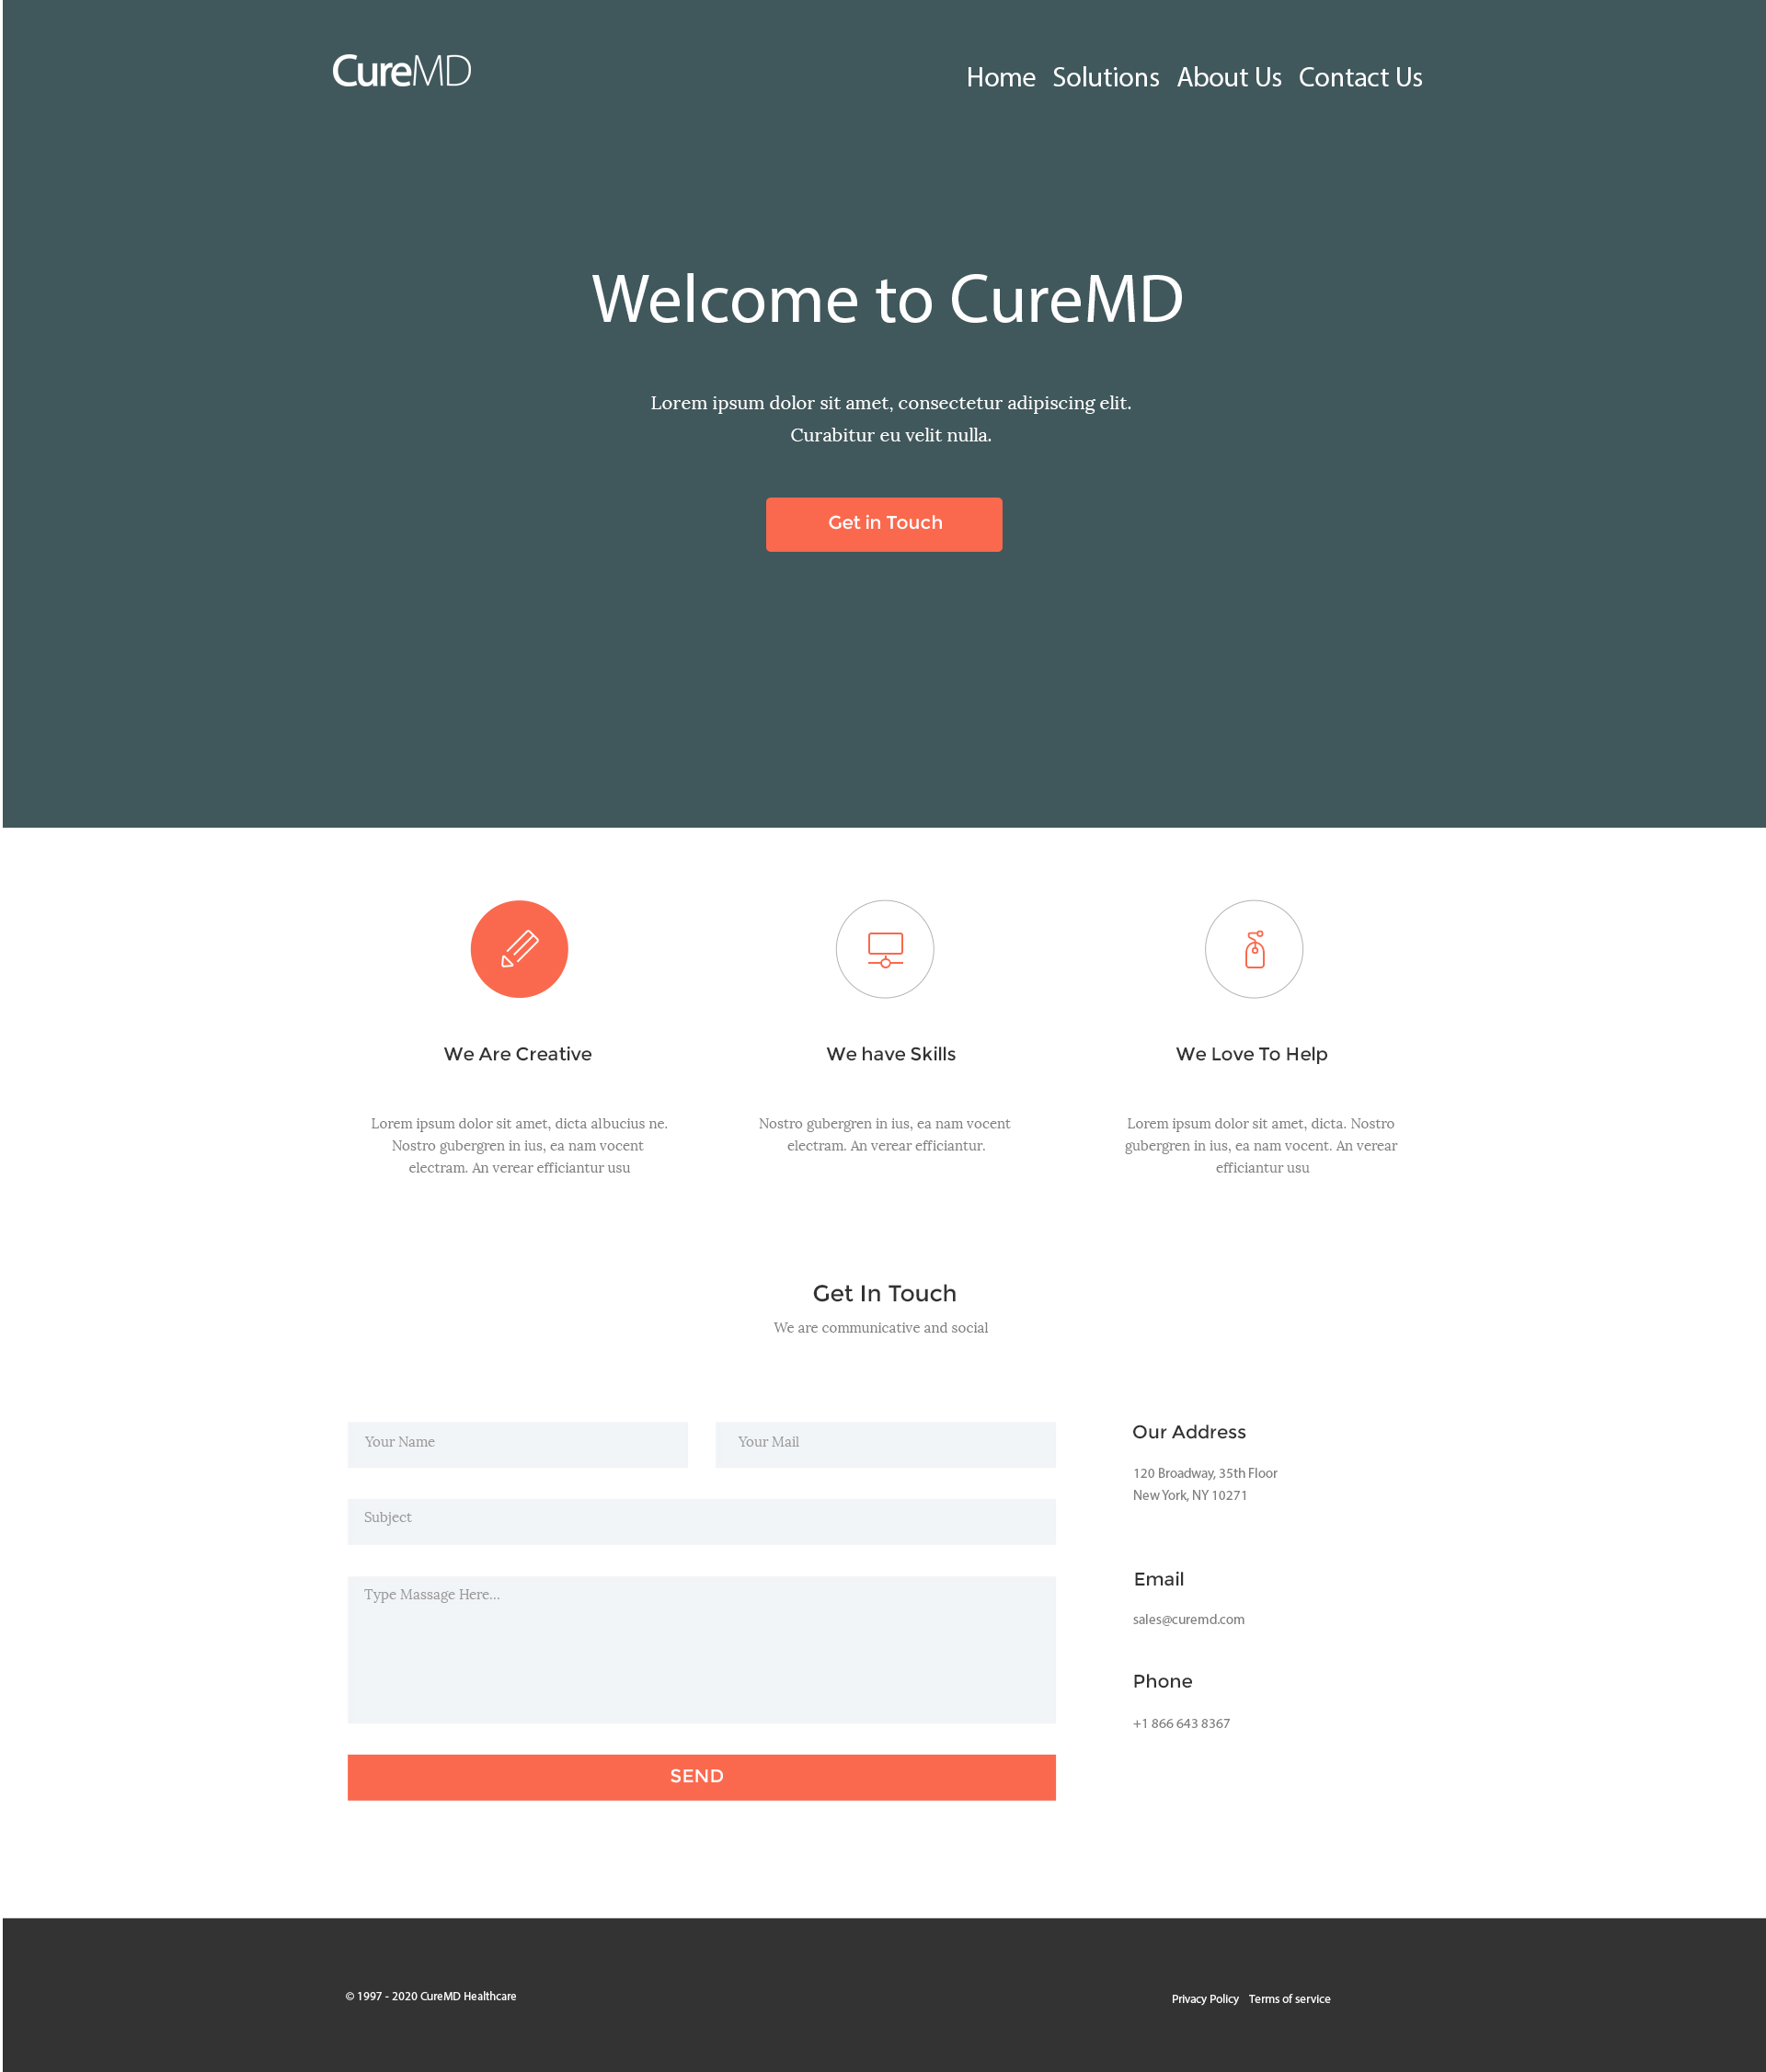 CureMD
Home Solutions About Us Contact Us
Welcome to CureMD
Lorem ipsum dolor sit amet, consectetur adipiscing elit.
Curabitur eu velit nulla.
Get in Touch
We Are Creative
Lorem ipsum dolor sit amet, dicta albucius ne.
Nostro gubergren in ius, ea nam vocent
electram. An verear efficiantur usu
We have Skills
Nostro gubergren in ius, ea nam vocent
electram. An verear efficiantur.
We Love To Help
Lorem ipsum dolor sit amet, dicta. Nostro
gubergren in ius, ea nam vocent. An verear
efficiantur usu
Get In Touch
We are communicative and social
Your Name
Your Mail
Subject
Type Massage Here...
SEND
Our Address
120 Broadway, 35th Floor
New York, NY 10271
Email
sales@curemd.com
Phone
+1 866 643 8367
© 1997 - 2020 CureMD Healthcare
Privacy Policy Terms of service